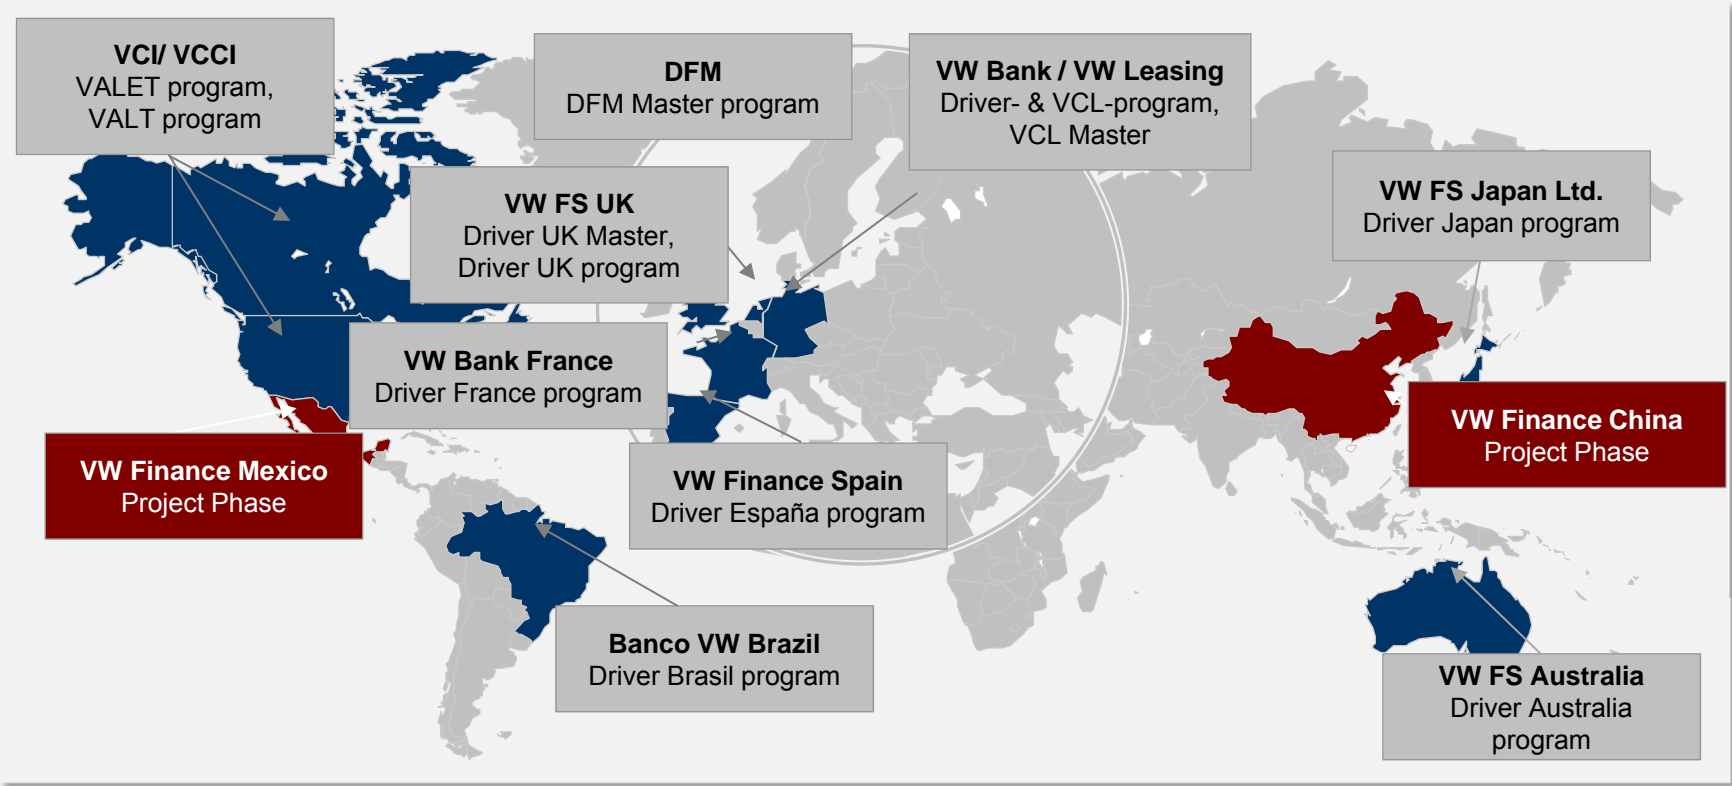 VCI/ VCCI
VALET program,
VALT program
DFM
DFM Master program
VW Bank / VW Leasing
Driver- & VCL-program,
VCL Master
VW FS UK
Driver UK Master,
Driver UK program
VW FS Japan Ltd.
Driver Japan program
VW Bank France
Driver France program
VW Finance China
Project Phase
VW Finance Mexico
Project Phase
VW Finance Spain
Driver España program
Banco VW Brazil
Driver Brasil program
VW FS Australia
Driver Australia
program